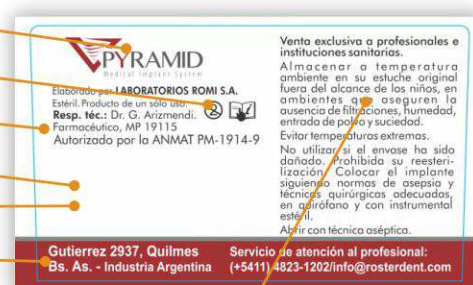 PYRAMID
Medical Implant System
Elaborado por LABORATORIOS ROMI S.A.
Estéril. Producto de un sólo uso.
Resp. téc.: Dr. G. Arizmendi.
Farmacéutico, MP 19115
Autorizado por la ANMAT PM-1914-9
Venta exclusiva a profesionales e
instituciones sanitarias.
Almacenar a temperatura
ambiente en su estuche original
fuera del alcance de los niños, en
ambientes que aseguren la
ausencia de filtraciones, humedad,
entrada de polvo y suciedad.
Evitar temperaturas extremas.
No utilizar si el envase ha sido
dañado. Prohibida su reesteri-
lización. Colocar el implante
siguiendo normas de asepsia y
técnicas quirúrgicas adecuadas,
en quirófano y con instrumental
estéril.
Abrir con técnica aséptica.
Gutierrez 2937, Quilmes
Bs. As. - Industria Argentina
Servicio de atención al profesional:
(+5411) 4823-1202/info@rosterdent.com